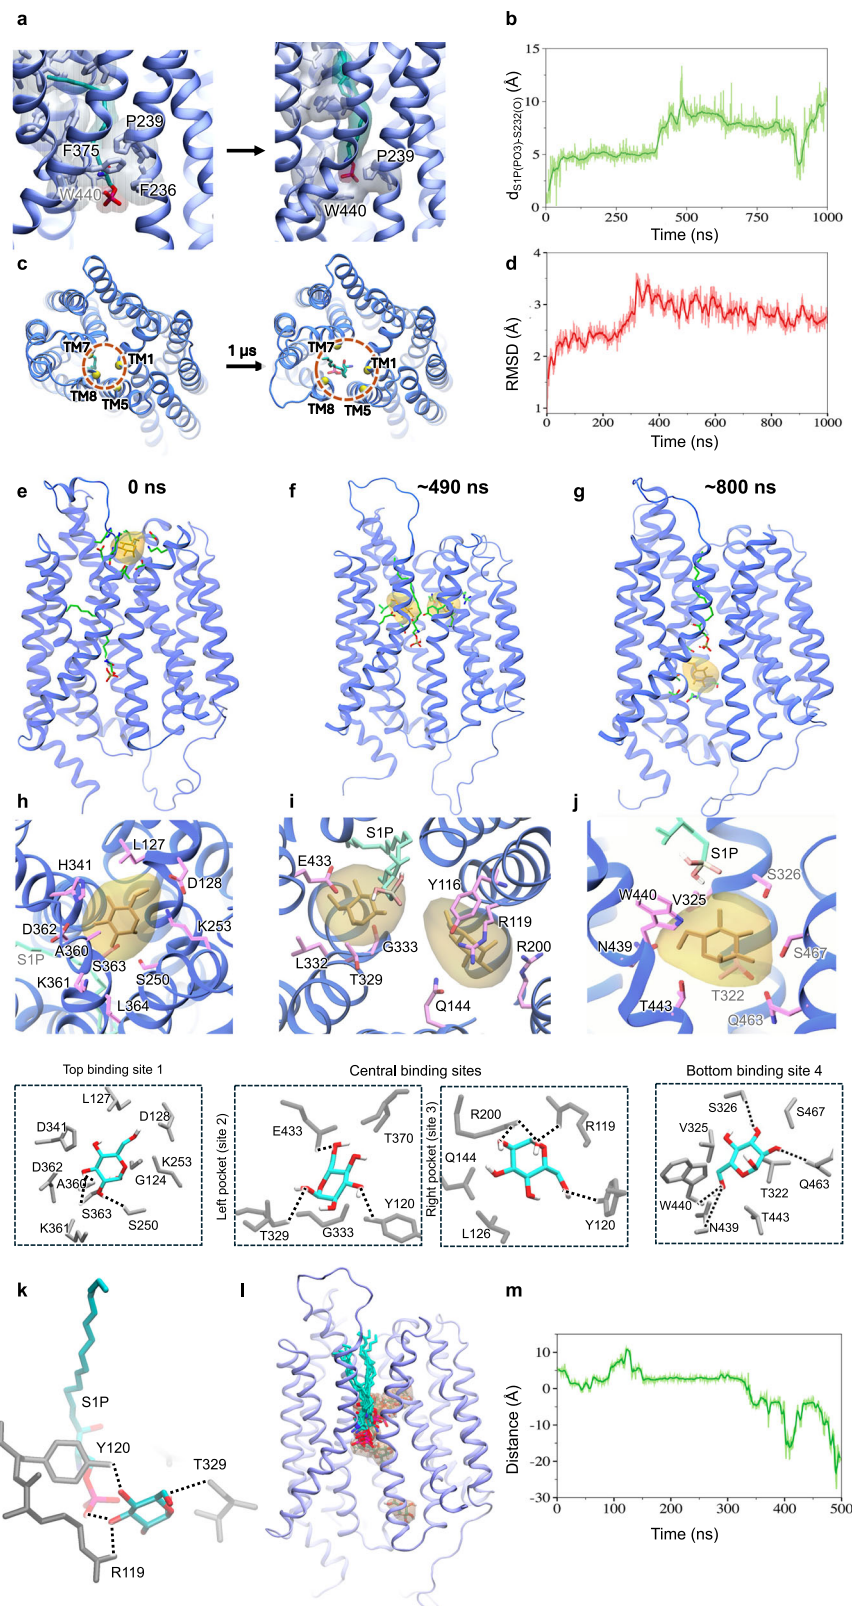 a
P239
F375
W440
F236
P239
W440
b
dS1P(PO3)-S232(O) (Å)
15
10
5
0
0 250 500 750 1000
Time (ns)
c
TM7
TM1
TM8
TM5
1 µs
TM7
TM1
TM8
TM5
d
RMSD (Å)
4
3
2
1
0 200 400 600 800 1000
Time (ns)
e
0 ns
f
~490 ns
g
~800 ns
h
L127
H341
D128
D362
A360
K253
S1P
S363
K361
S250
L364
i
S1P
E433
Y116
R119
G333
L332
R200
T329
Q144
j
S1P
S326
W440
V325
N439
S467
T322
T443
Q463
Top binding site 1
L127
D128
D341
D362
A360
G124
K253
S363
K361
S250
Central binding sites
Left pocket (site 2)
E433
T370
T329
G333
Y120
Right pocket (site 3)
R200
R119
Q144
L126
Y120
Bottom binding site 4
S326
S467
V325
T322
Q463
W440
N439
T443
k
S1P
Y120
T329
R119
l
m
Distance (Å)
10
0
-10
-20
-30
0 100 200 300 400 500
Time (ns)